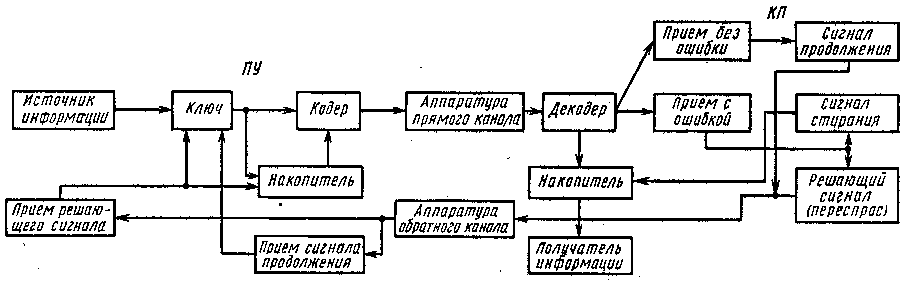 КП
ПУ
Прием без
ошибки
Сигнал
продолжения
Источник
информации
Ключ
Кодер
Аппаратура
прямого канала
Декодер
Прием с
ошибкой
Сигнал
стирания
Накопитель
Накопитель
Решающий
сигнал
(переспрос)
Прием решаю-
щего сигнала
Аппаратура
обратного канала
Прием сигнала
продолжения
Получатель
информации